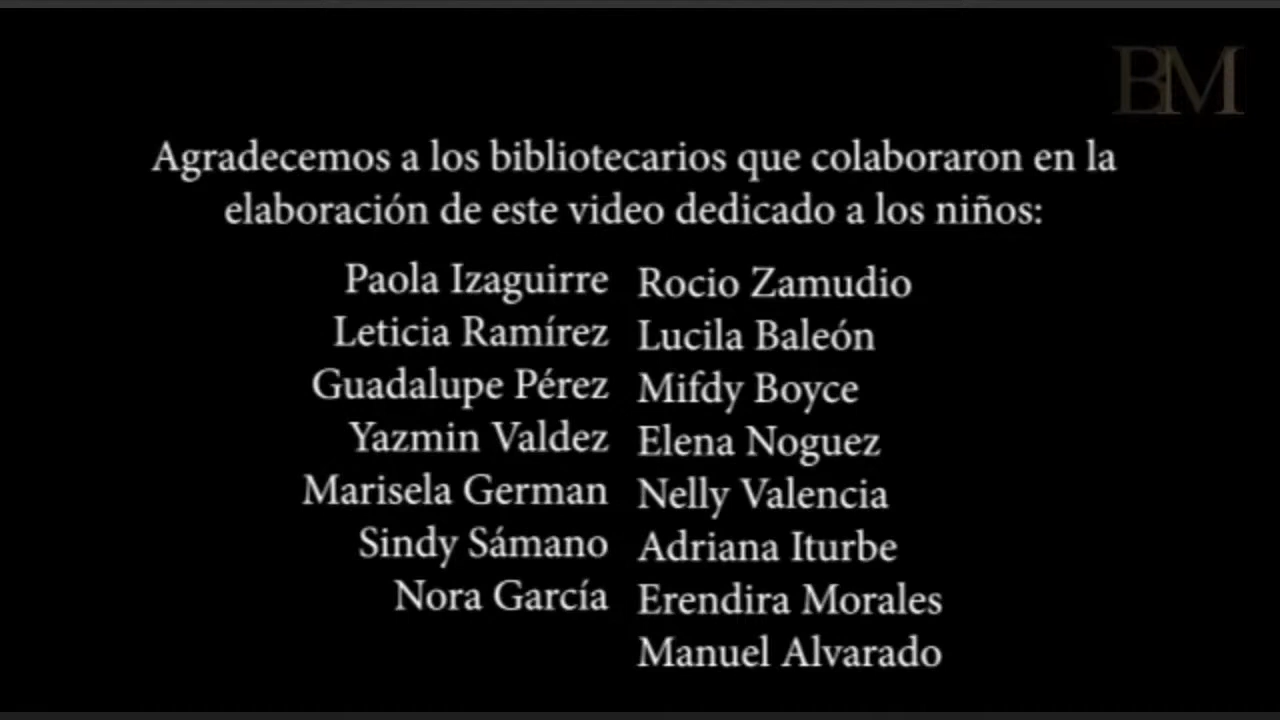 BM
Agradecemos a los bibliotecarios que colaboraron en la
elaboración de este video dedicado a los niños:
Paola Izaguirre
Leticia Ramírez
Guadalupe Pérez
Yazmin Valdez
Marisela German
Sindy Sámano
Nora García
Rocio Zamudio
Lucila Baleón
Mifdy Boyce
Elena Noguez
Nelly Valencia
Adriana Iturbe
Erendira Morales
Manuel Alvarado